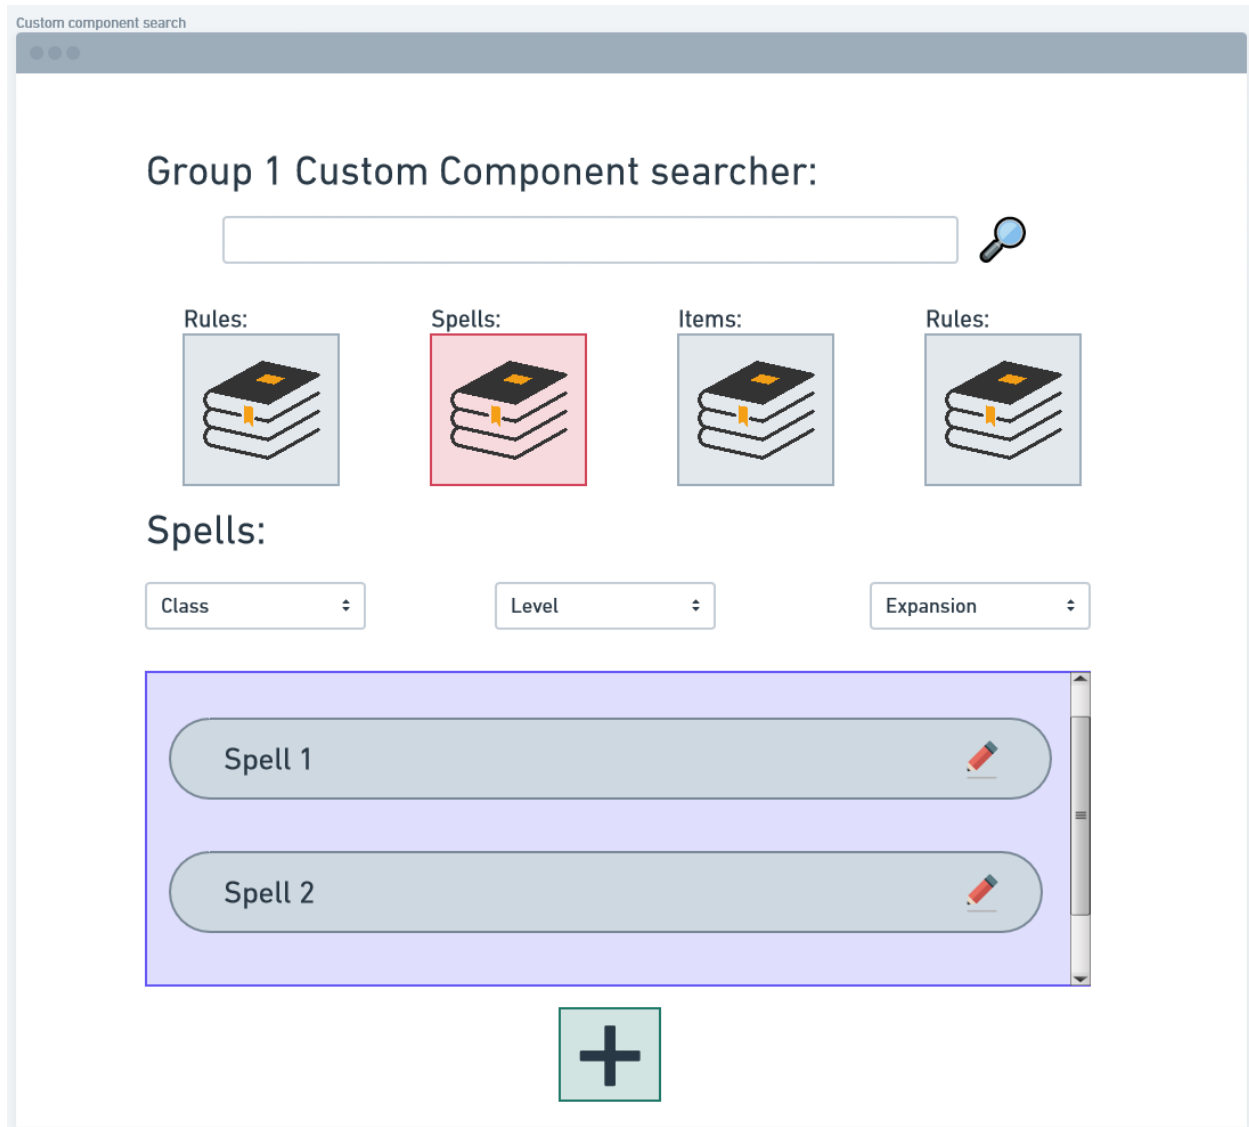 Custom component search
Group 1 Custom Component searcher:
Rules: Spells: Items: Rules:
Spells:
Class Level Expansion
Spell 1
Spell 2